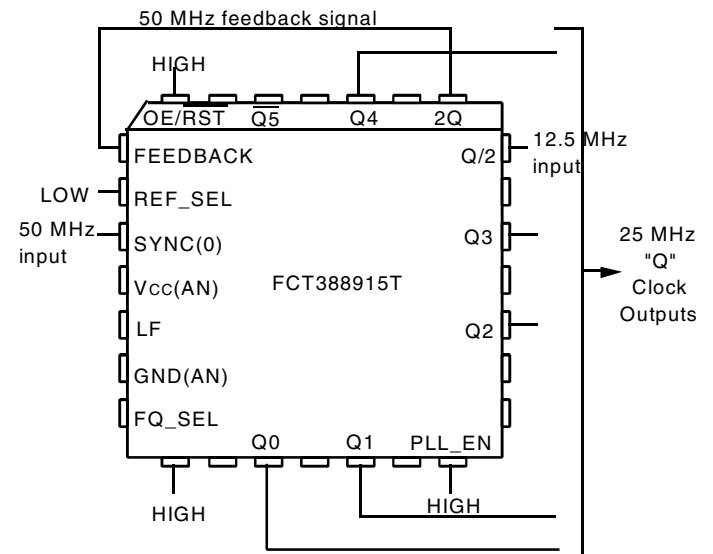 50 MHz feedback signal
HIGH
OE/RST Q5 Q4 2Q
FEEDBACK
Q/2
12.5 MHz
input
LOW
REF_SEL
50 MHz
input
SYNC(0)
Q3
25 MHz
"Q"
Clock
Outputs
VCC(AN)
FCT388915T
LF
Q2
GND(AN)
FQ_SEL
Q0 Q1 PLL_EN
HIGH
HIGH